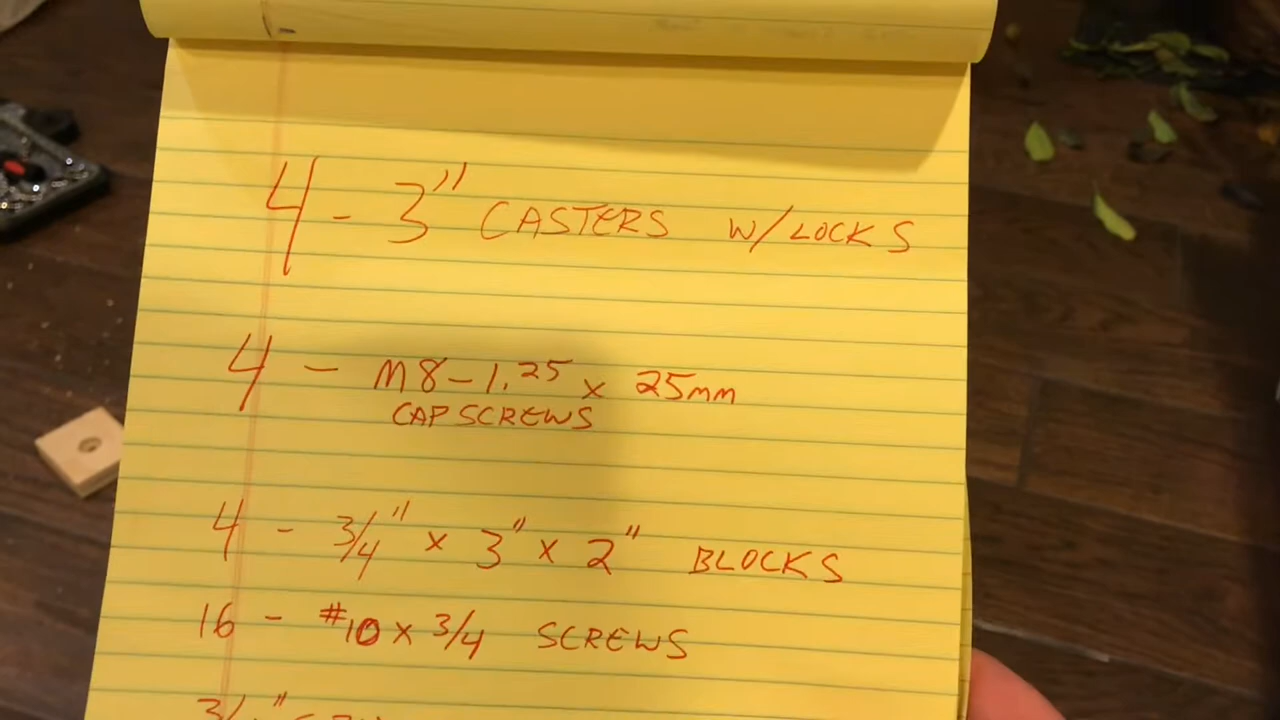 4 - 3" CASTERS W/LOCKS
4 - M8-1.25 x 25mm
CAP SCREWS
4 - 3/4" x 3" x 2" BLOCKS
16 - #10 x 3/4 SCREWS